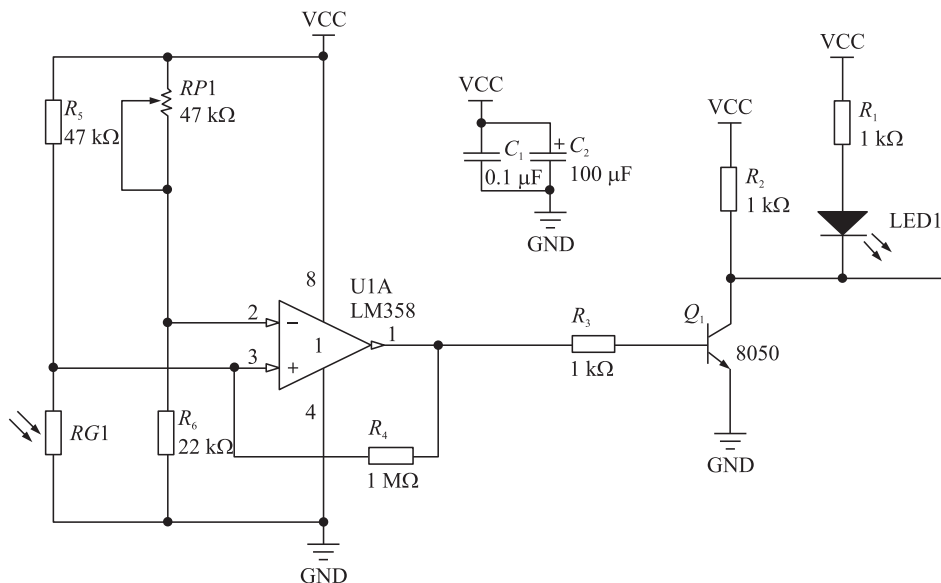 VCC
R5
47 kΩ
RP1
47 kΩ
VCC
C1
0.1 μF
+
C2
100 μF
GND
VCC
R2
1 kΩ
VCC
R1
1 kΩ
LED1
8
U1A
LM358
2
−
1
1
3
+
4
R3
1 kΩ
Q1
8050
GND
RG1
R6
22 kΩ
R4
1 MΩ
GND